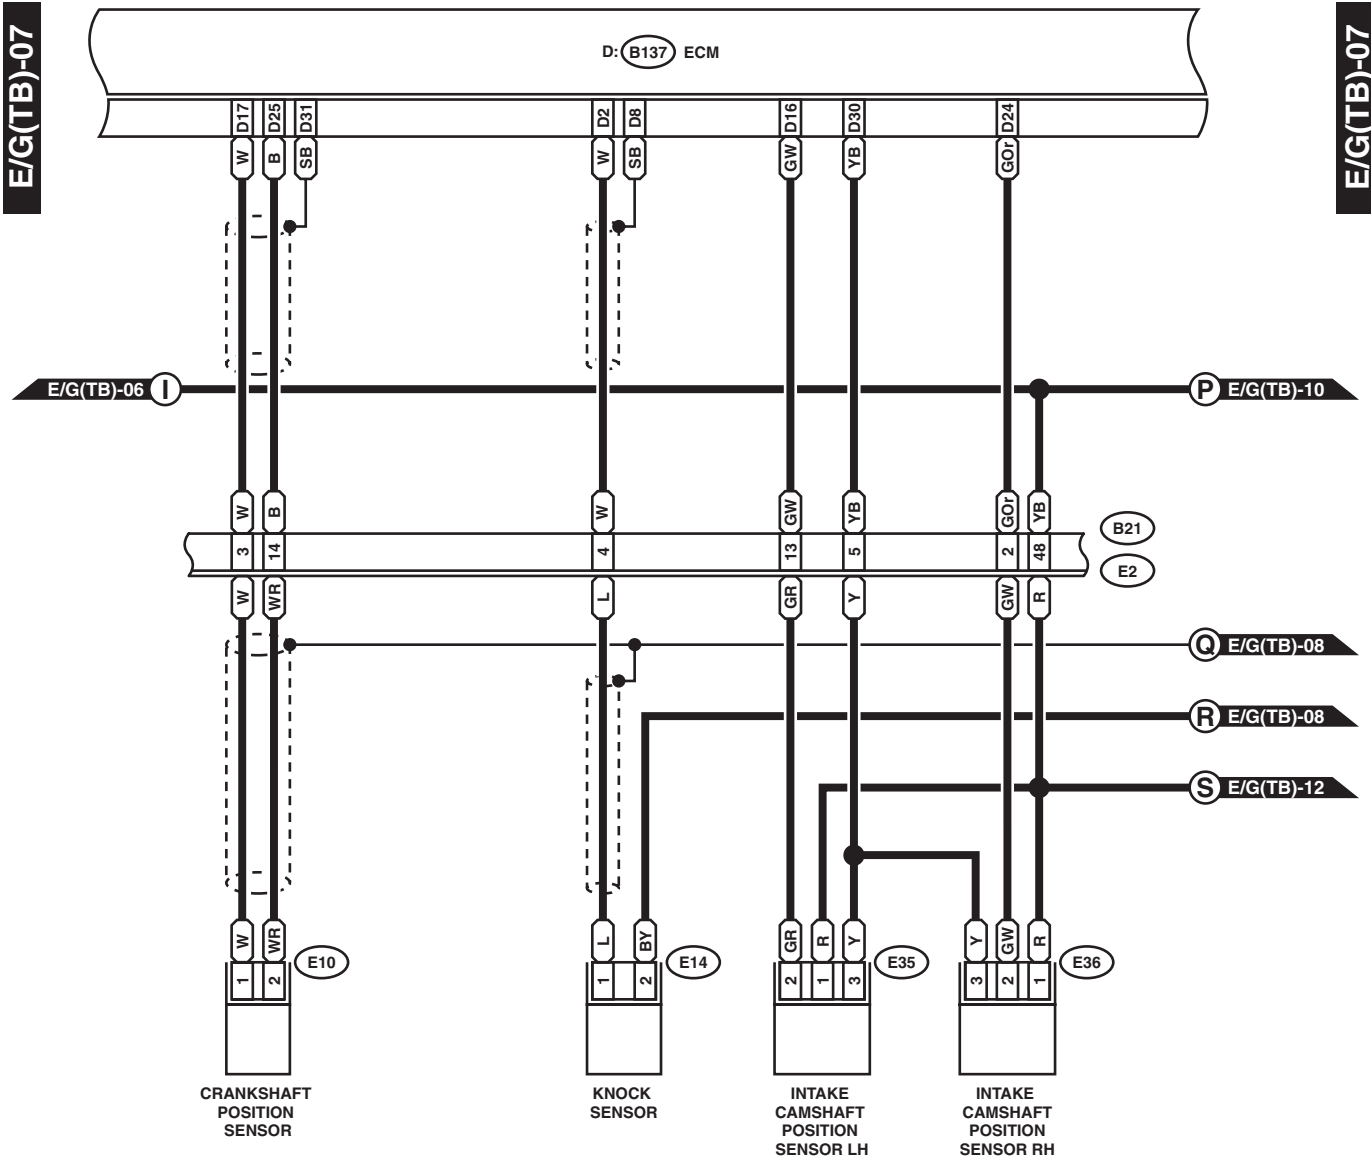 E/G(TB)-07
E/G(TB)-07
D: B137 ECM
D17 D25 D31 D2 D8 D16 D30 D24
W B SB W SB GW YB GOr
E/G(TB)-06 I
P E/G(TB)-10
W B W GW YB GOr YB
B21
3 14 4 13 5 2 48
E2
W WR L GR Y GW R
Q E/G(TB)-08
R E/G(TB)-08
S E/G(TB)-12
W WR L BY GR R Y Y GW R
E10 E14 E35 E36
1 2 1 2 2 1 3 3 2 1
CRANKSHAFT
POSITION
SENSOR
KNOCK
SENSOR
INTAKE
CAMSHAFT
POSITION
SENSOR LH
INTAKE
CAMSHAFT
POSITION
SENSOR RH